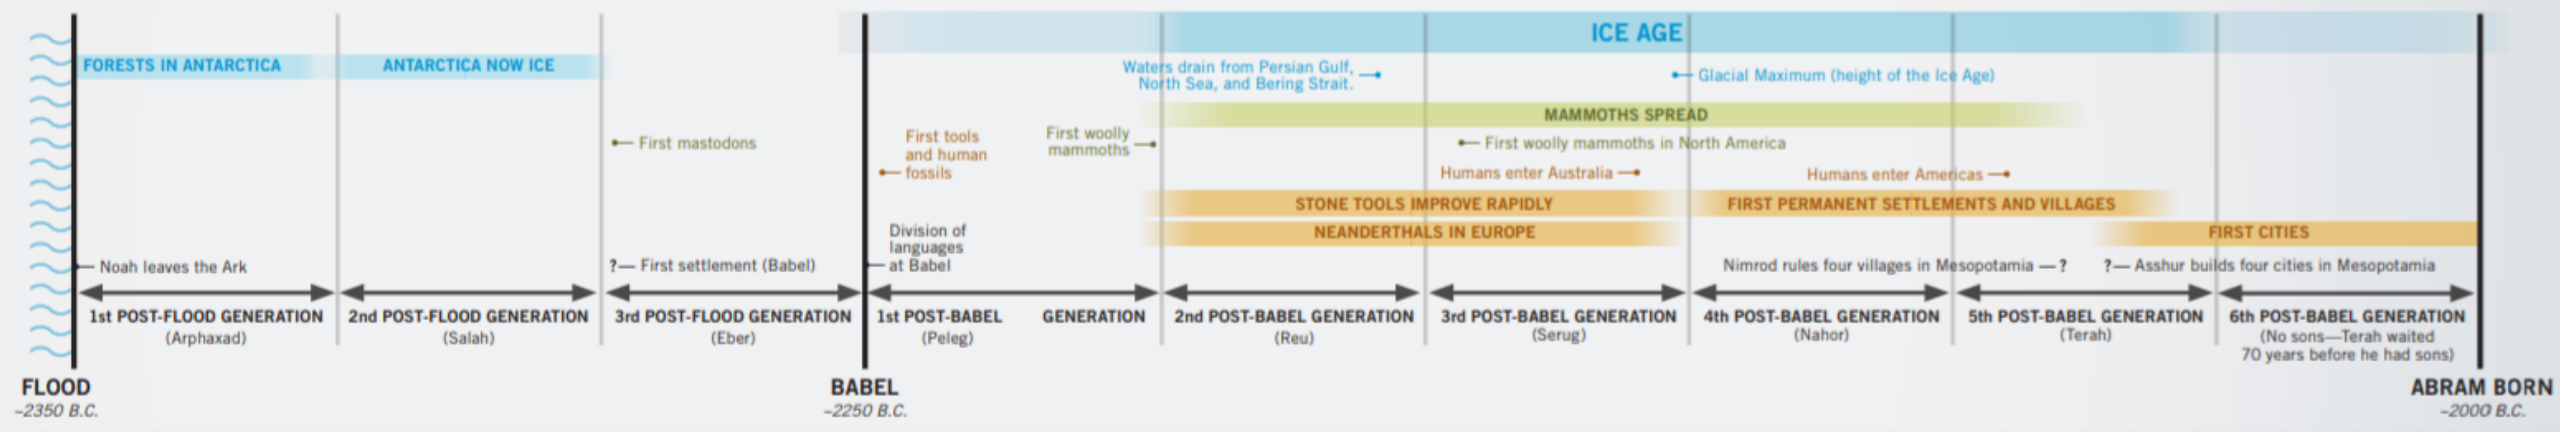 ICE AGE
FORESTS IN ANTARCTICA
ANTARCTICA NOW ICE
Waters drain from Persian Gulf,
North Sea, and Bering Strait.
Glacial Maximum (height of the Ice Age)
MAMMOTHS SPREAD
First mastodons
First tools
and human
fossils
First woolly
mammoths
First woolly mammoths in North America
Humans enter Australia
Humans enter Americas
STONE TOOLS IMPROVE RAPIDLY
FIRST PERMANENT SETTLEMENTS AND VILLAGES
NEANDERTHALS IN EUROPE
FIRST CITIES
Noah leaves the Ark
?— First settlement (Babel)
Division of
languages
at Babel
Nimrod rules four villages in Mesopotamia —?
?— Asshur builds four cities in Mesopotamia
1st POST-FLOOD GENERATION
(Arphaxad)
2nd POST-FLOOD GENERATION
(Salah)
3rd POST-FLOOD GENERATION
(Eber)
1st POST-BABEL GENERATION
(Peleg)
2nd POST-BABEL GENERATION
(Reu)
3rd POST-BABEL GENERATION
(Serug)
4th POST-BABEL GENERATION
(Nahor)
5th POST-BABEL GENERATION
(Terah)
6th POST-BABEL GENERATION
(No sons—Terah waited
70 years before he had sons)
FLOOD
~2350 B.C.
BABEL
~2250 B.C.
ABRAM BORN
~2000 B.C.